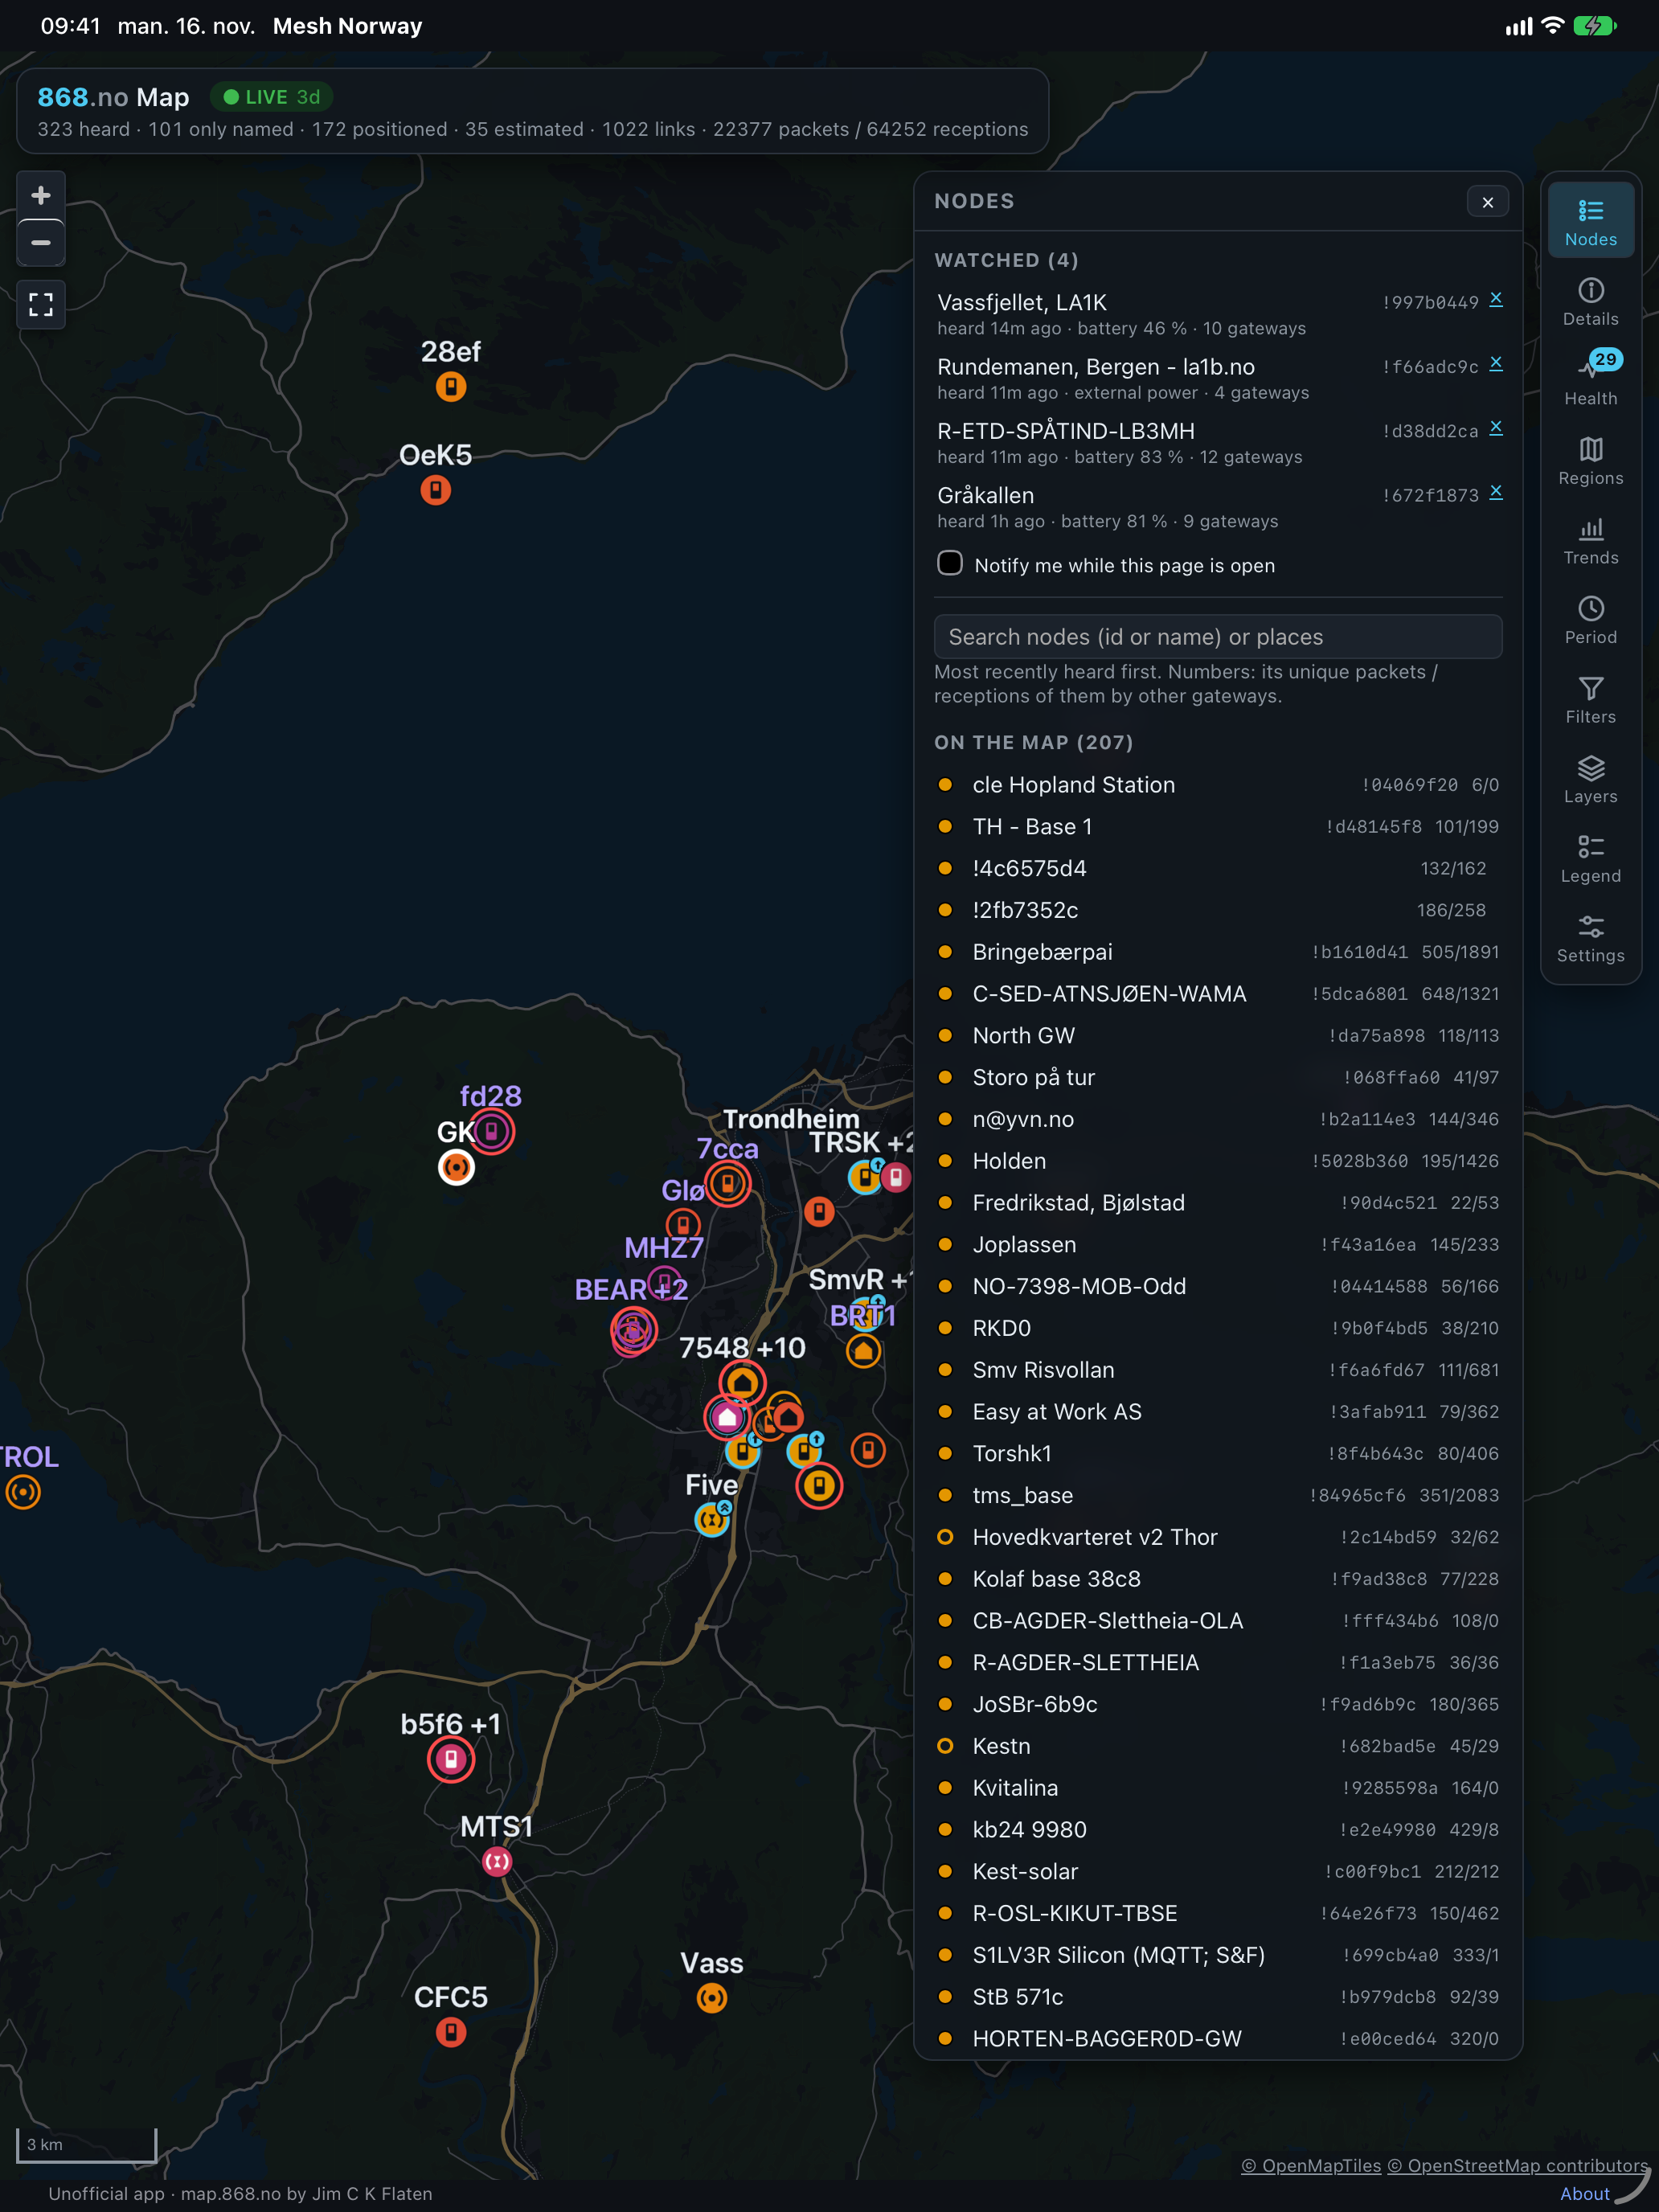 09:41 man. 16. nov. Mesh Norway
868.no Map LIVE 3d
323 heard · 101 only named · 172 positioned · 35 estimated · 1022 links · 22377 packets / 64252 receptions
28ef
OeK5
fd28
GK
Trondheim
TRSK +2
7cca
Glø
MHZ7
BEAR +2
SmvR +1
BRT1
7548 +10
TROL
Five
b5f6 +1
MTS1
Vass
CFC5
3 km
NODES
WATCHED (4)
Vassfjellet, LA1K !997b0449
heard 14m ago · battery 46 % · 10 gateways
Rundemanen, Bergen - la1b.no !f66adc9c
heard 11m ago · external power · 4 gateways
R-ETD-SPÅTIND-LB3MH !d38dd2ca
heard 11m ago · battery 83 % · 12 gateways
Gråkallen !672f1873
heard 1h ago · battery 81 % · 9 gateways
Notify me while this page is open
Search nodes (id or name) or places
Most recently heard first. Numbers: its unique packets /
receptions of them by other gateways.
ON THE MAP (207)
cle Hopland Station !04069f20 6/0
TH - Base 1 !d48145f8 101/199
!4c6575d4 132/162
!2fb7352c 186/258
Bringebærpai !b1610d41 505/1891
C-SED-ATNSJØEN-WAMA !5dca6801 648/1321
North GW !da75a898 118/113
Storo på tur !068ffa60 41/97
n@yvn.no !b2a114e3 144/346
Holden !5028b360 195/1426
Fredrikstad, Bjølstad !90d4c521 22/53
Joplassen !f43a16ea 145/233
NO-7398-MOB-Odd !04414588 56/166
RKD0 !9b0f4bd5 38/210
Smv Risvollan !f6a6fd67 111/681
Easy at Work AS !3afab911 79/362
Torshk1 !8f4b643c 80/406
tms_base !84965cf6 351/2083
Hovedkvarteret v2 Thor !2c14bd59 32/62
Kolaf base 38c8 !f9ad38c8 77/228
CB-AGDER-Slettheia-OLA !fff434b6 108/0
R-AGDER-SLETTHEIA !f1a3eb75 36/36
JoSBr-6b9c !f9ad6b9c 180/365
Kestn !682bad5e 45/29
Kvitalina !9285598a 164/0
kb24 9980 !e2e49980 429/8
Kest-solar !c00f9bc1 212/212
R-OSL-KIKUT-TBSE !64e26f73 150/462
S1LV3R Silicon (MQTT; S&F) !699cb4a0 333/1
StB 571c !b979dcb8 92/39
HORTEN-BAGGER0D-GW !e00ced64 320/0
Nodes
Details
29
Health
Regions
Trends
Period
Filters
Layers
Legend
Settings
© OpenMapTiles © OpenStreetMap contributors
Unofficial app · map.868.no by Jim C K Flaten
About